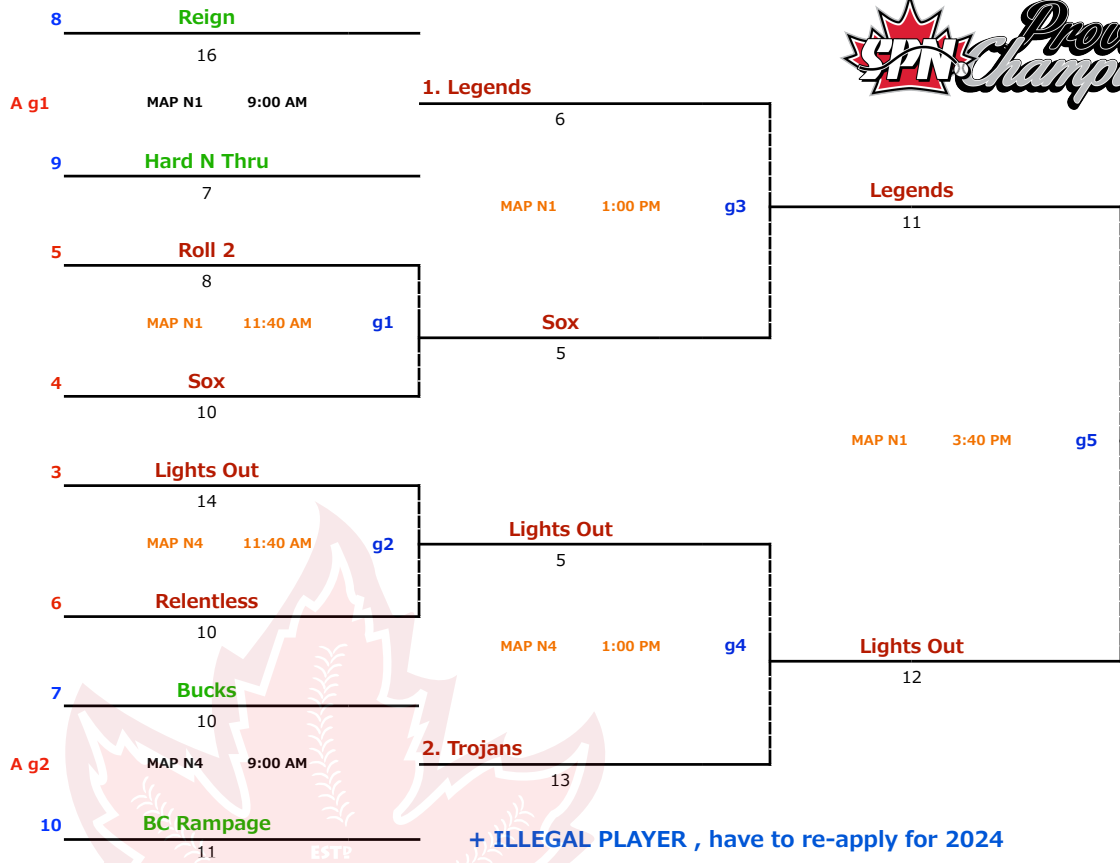 8 Reign
16
A g1 MAP N1 9:00 AM
9 Hard N Thru
7
5 Roll 2
8
MAP N1 11:40 AM g1
4 Sox
10
3 Lights Out
14
MAP N4 11:40 AM g2
6 Relentless
10
7 Bucks
10
A g2 MAP N4 9:00 AM
10 BC Rampage
11
ESTD
1. Legends
6
MAP N1 1:00 PM g3
Sox
5
Lights Out
5
MAP N4 1:00 PM g4
2. Trojans
13
+ ILLEGAL PLAYER , have to re-apply for 2024
SPN
Legends
11
MAP N1 3:40 PM g5
Lights Out
12